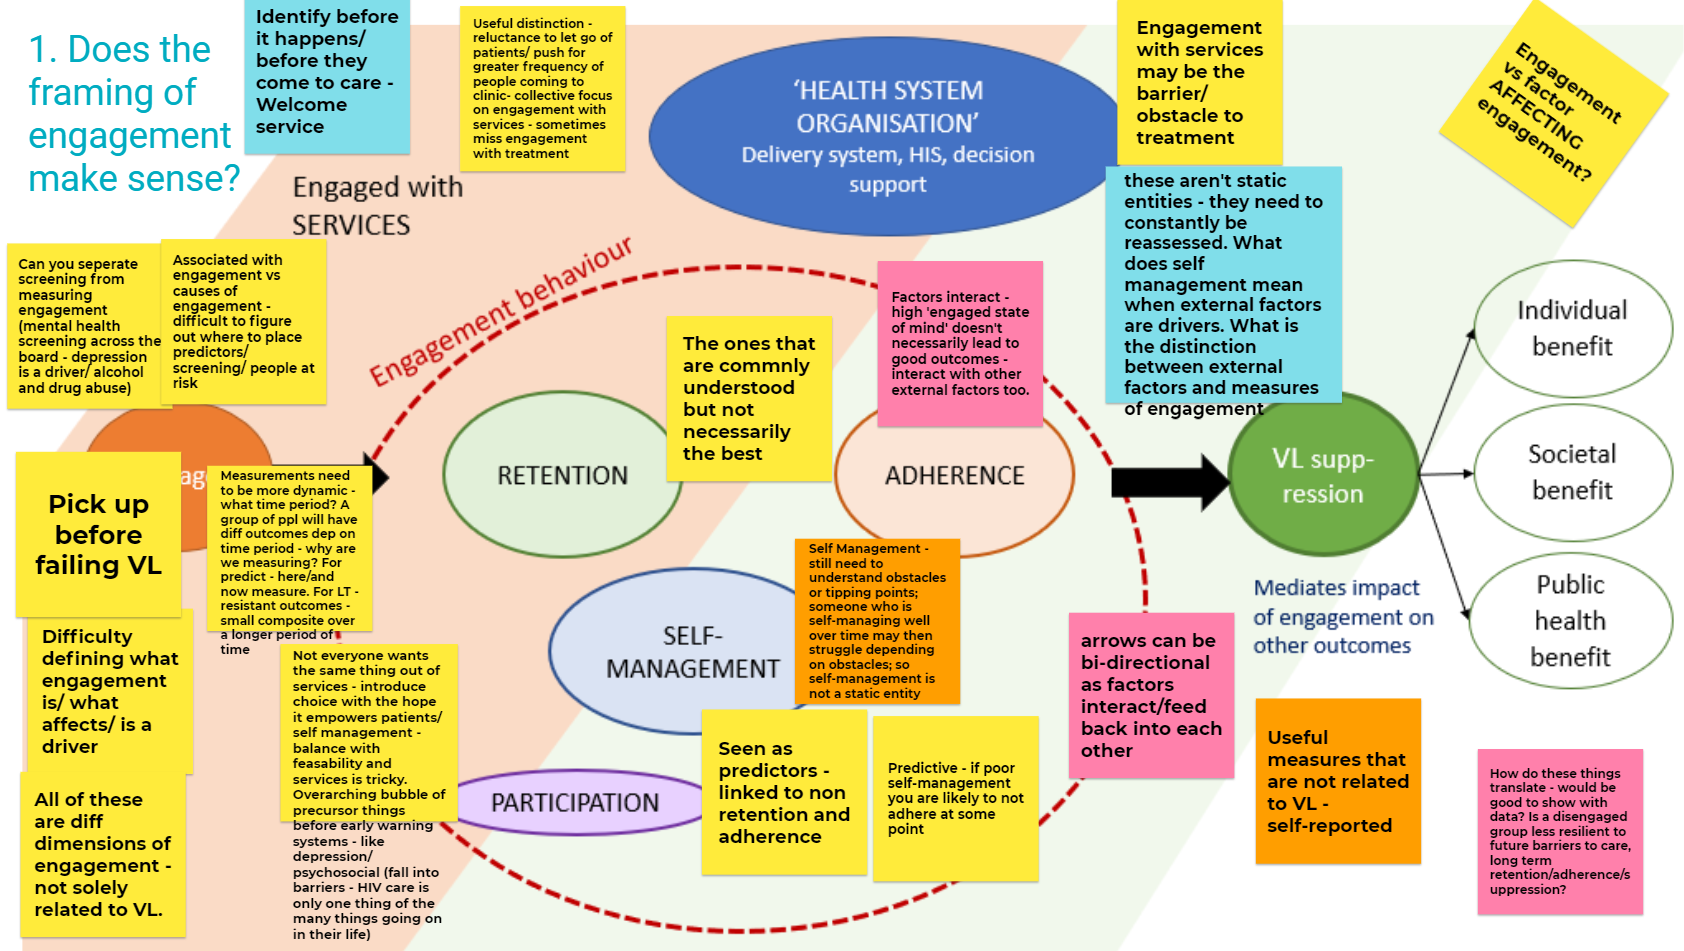 1. Does the
framing of
engagement
make sense?
Identify before
it happens/
before they
come to care -
Welcome
service
Useful distinction -
reluctance to let go of
patients/ push for
greater frequency of
people coming to
clinic- collective focus
on engagement with
services - sometimes
miss engagement
with treatment
'HEALTH SYSTEM
ORGANISATION'
Delivery system, HIS, decision
support
Engagement
with services
may be the
barrier/
obstacle to
treatment
Engagement
vs factor
AFFECTING
engagement?
Engaged with
SERVICES
these aren't static
entities - they need to
constantly be
reassessed. What
does self
management mean
when external factors
are drivers. What is
the distinction
between external
factors and measures
of engagement
Can you seperate
screening from
measuring
engagement
(mental health
screening across the
board - depression
is a driver/ alcohol
and drug abuse)
Associated with
engagement vs
causes of
engagement -
difficult to figure
out where to place
predictors/
screening/ people at
risk
Engagement behaviour
Factors interact -
high 'engaged state
of mind' doesn't
necessarily lead to
good outcomes -
interact with other
external factors too.
The ones that
are commnly
understood
but not
necessarily
the best
RETENTION
ADHERENCE
VL supp-
ression
Individual
benefit
Societal
benefit
Public
health
benefit
Pick up
before
failing VL
Measurements need
to be more dynamic -
what time period? A
group of ppl will have
diff outcomes dep on
time period - why are
we measuring? For
predict - here/and
now measure. For LT -
resistant outcomes -
small composite over
a longer period of
time
Self Management -
still need to
understand obstacles
or tipping points;
someone who is
self-managing well
over time may then
struggle depending
on obstacles; so
self-management is
not a static entity
SELF-
MANAGEMENT
Mediates impact
of engagement on
other outcomes
Difficulty
defining what
engagement
is/ what
affects/ is a
driver
Not everyone wants
the same thing out of
services - introduce
choice with the hope
it empowers patients/
self management -
balance with
feasability and
services is tricky.
Overarching bubble of
precursor things
before early warning
systems - like
depression/
psychosocial (fall into
barriers - HIV care is
only one thing of the
many things going on
in their life)
arrows can be
bi-directional
as factors
interact/feed
back into each
other
PARTICIPATION
Seen as
predictors -
linked to non
retention and
adherence
Predictive - if poor
self-management
you are likely to not
adhere at some
point
Useful
measures that
are not related
to VL -
self-reported
How do these things
translate - would be
good to show with
data? Is a disengaged
group less resilient to
future barriers to care,
long term
retention/adherence/s
uppression?
All of these
are diff
dimensions of
engagement -
not solely
related to VL.